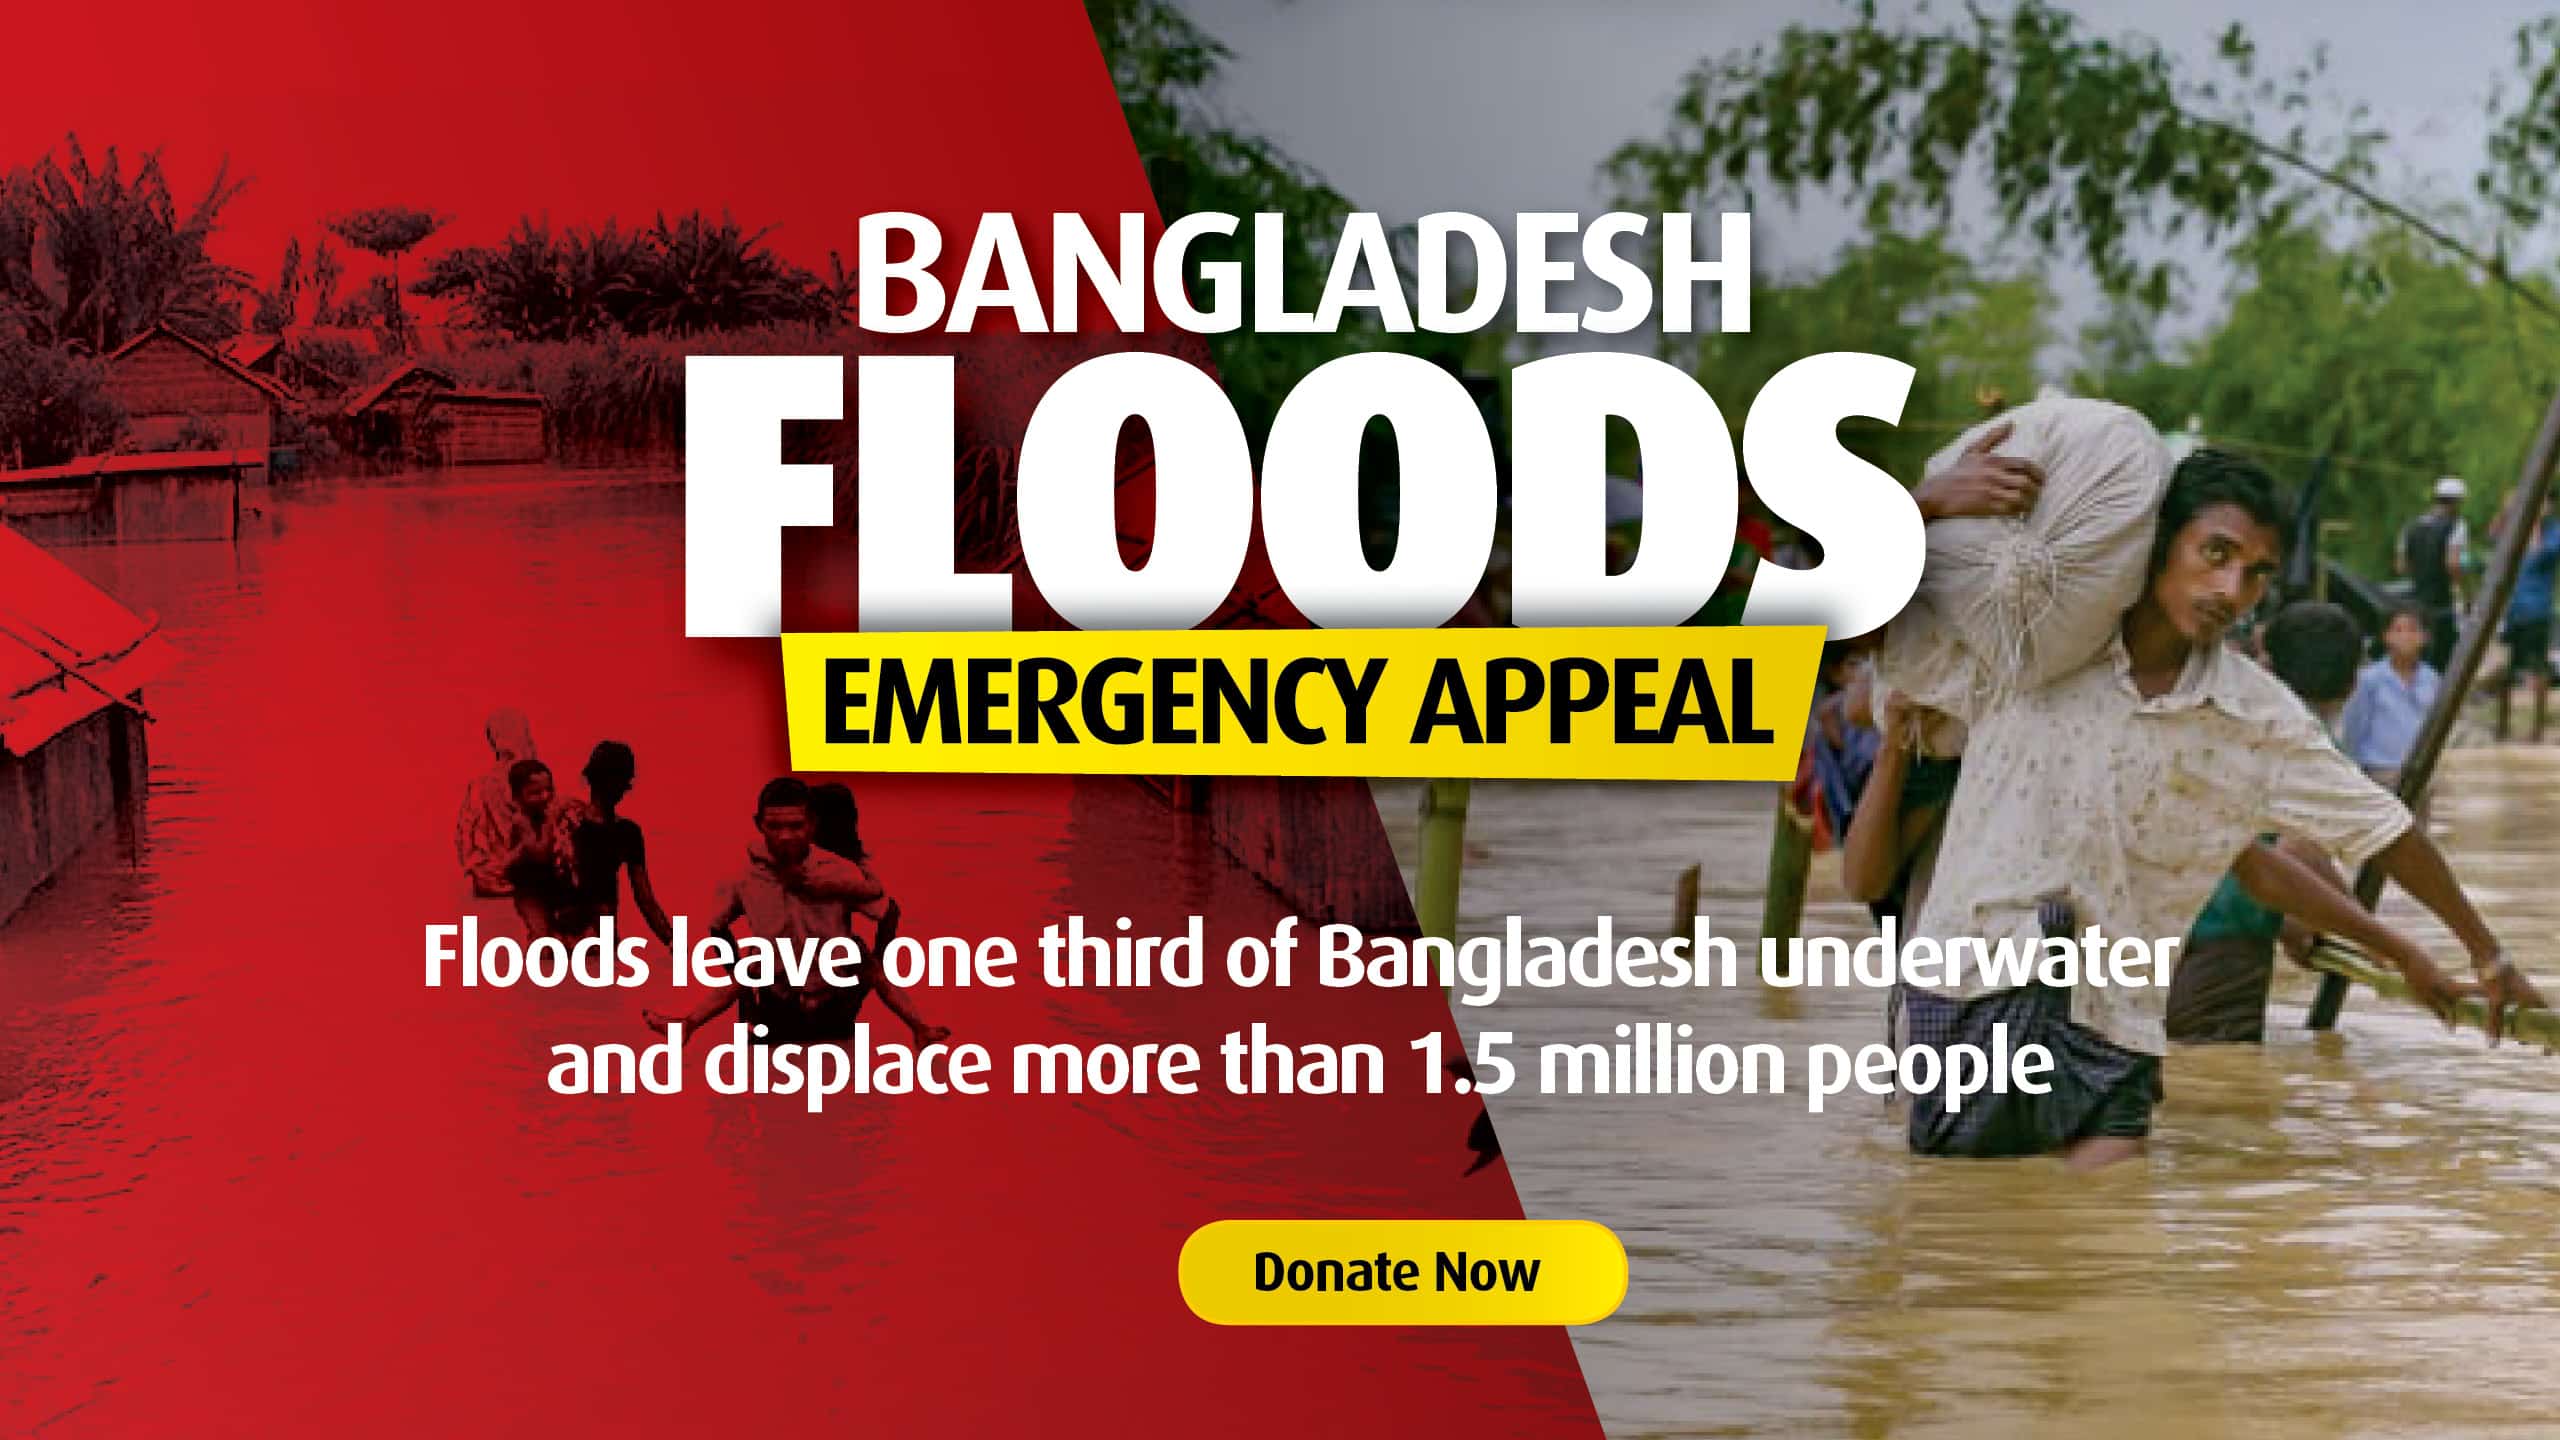 BANGLADESH
FLOODS
EMERGENCY APPEAL
Floods leave one third of Bangladesh underwater
and displace more than 1.5 million people
Donate Now